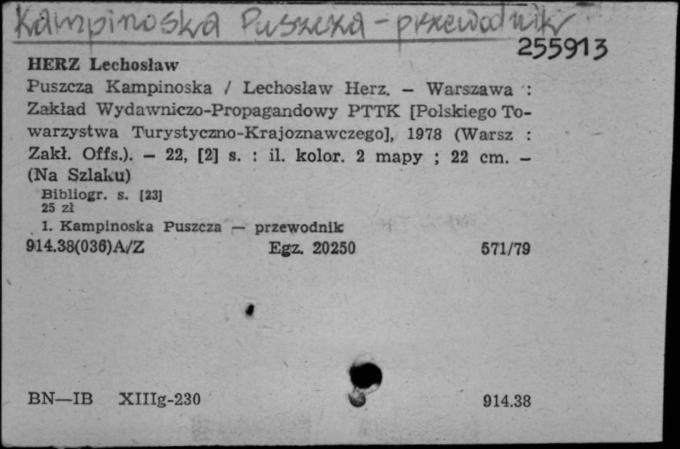 Kampinoska Puszcza - przewodnik
255913
HERZ Lechosław
Puszcza Kampinoska / Lechosław Herz. – Warszawa :
Zakład Wydawniczo-Propagandowy PTTK [Polskiego To-
warzystwa Turystyczno-Krajoznawczego], 1978 (Warsz :
Zakł. Offs.). – 22, [2] s. : il. kolor. 2 mapy ; 22 cm. –
(Na Szlaku)
Bibliogr. s. [23]
25 zł
1. Kampinoska Puszcza – przewodnik
914.38(036)A/Z Egz. 20250 571/79
BN—IB XIIIg-230 914.38